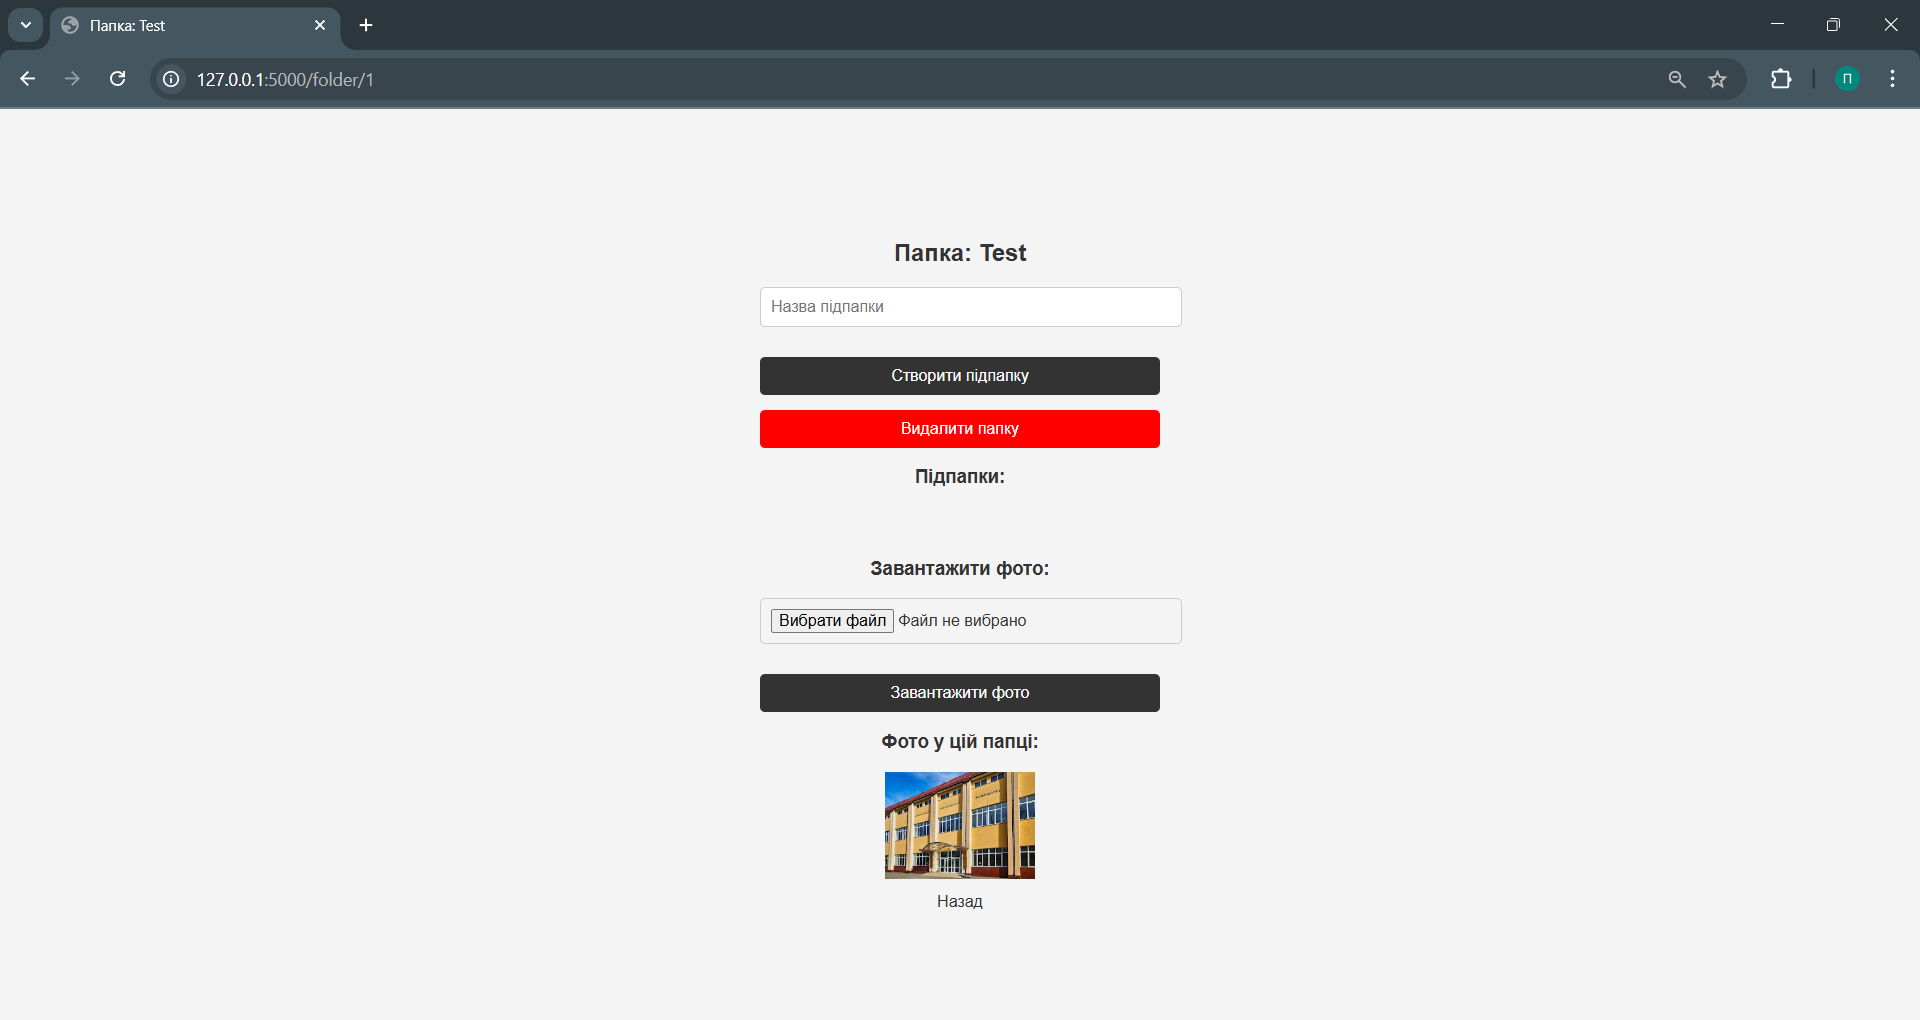 Папка: Test
127.0.0.1:5000/folder/1
П
Папка: Test
Назва підпапки
Створити підпапку
Видалити папку
Підпапки:
Завантажити фото:
Вибрати файл Файл не вибрано
Завантажити фото
Фото у цій папці:
Назад